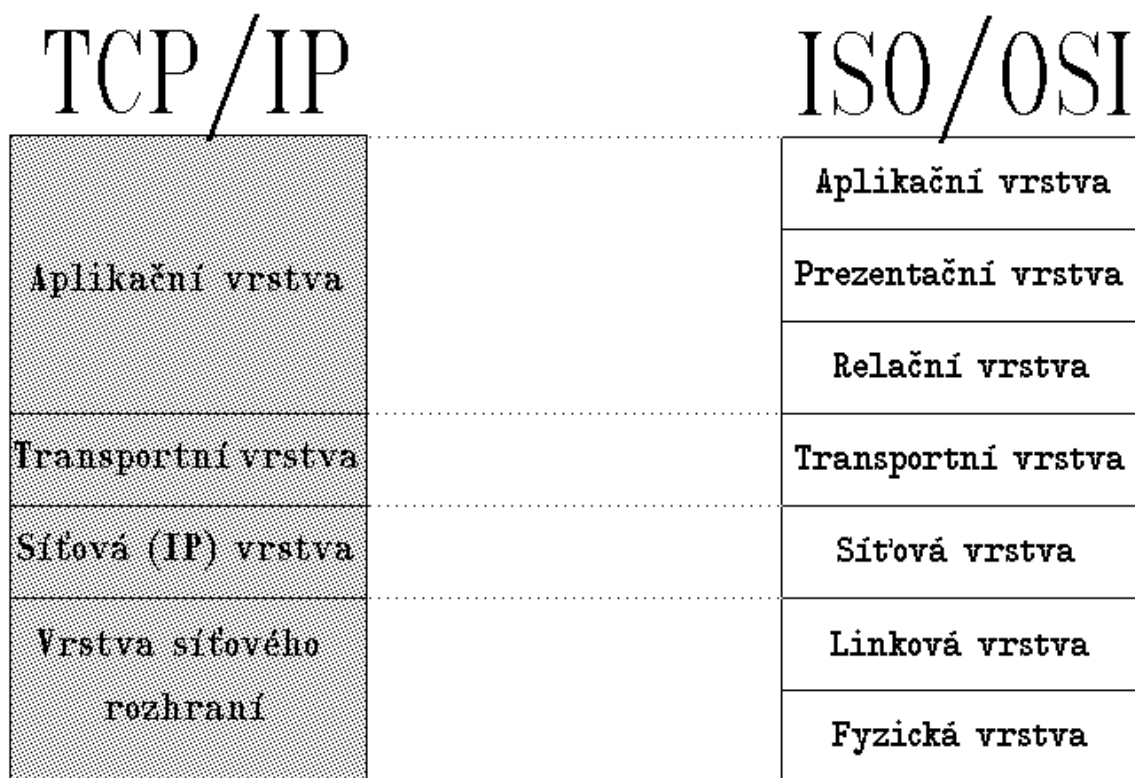 TCP/IP
Aplikační vrstva
Transportní vrstva
Síťová (IP) vrstva
Vrstva síťového
rozhraní
ISO/OSI
Aplikační vrstva
Prezentační vrstva
Relační vrstva
Transportní vrstva
Síťová vrstva
Linková vrstva
Fyzická vrstva